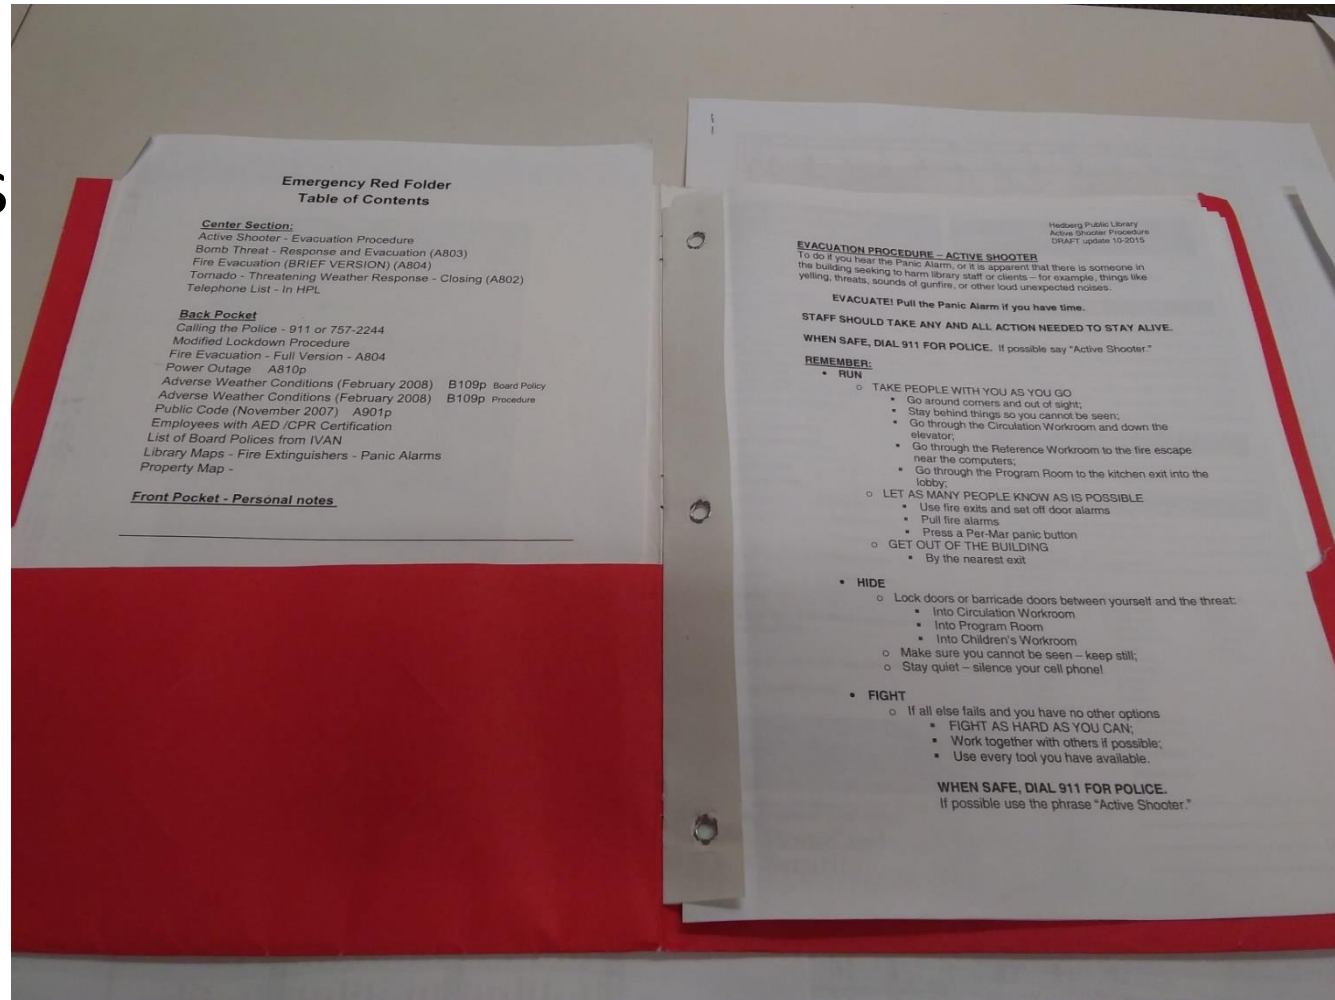 S
Emergency Red Folder
Table of Contents
Center Section:
Active Shooter - Evacuation Procedure
Bomb Threat - Response and Evacuation (A803)
Fire Evacuation (BRIEF VERSION) (A804)
Tornado - Threatening Weather Response - Closing (A802)
Telephone List - In HPL
Back Pocket
Calling the Police - 911 or 757-2244
Modified Lockdown Procedure
Fire Evacuation - Full Version - A804
Power Outage A810p
Adverse Weather Conditions (February 2008) B109p Board Policy
Adverse Weather Conditions (February 2008) B109p Procedure
Public Code (November 2007) A901p
Employees with AED /CPR Certification
List of Board Polices from IVAN
Library Maps - Fire Extinguishers - Panic Alarms
Property Map -
Front Pocket - Personal notes
Hedberg Public Library
Active Shooter Procedure
DRAFT update 10-2015
EVACUATION PROCEDURE – ACTIVE SHOOTER
To do if you hear the Panic Alarm, or it is apparent that there is someone in
the building seeking to harm library staff or clients – for example, things like
yelling, threats, sounds of gunfire, or other loud unexpected noises.
EVACUATE! Pull the Panic Alarm if you have time.
STAFF SHOULD TAKE ANY AND ALL ACTION NEEDED TO STAY ALIVE.
WHEN SAFE, DIAL 911 FOR POLICE. If possible say “Active Shooter.”
REMEMBER:
• RUN
o TAKE PEOPLE WITH YOU AS YOU GO
▪ Go around corners and out of sight;
▪ Stay behind things so you cannot be seen;
▪ Go through the Circulation Workroom and down the
elevator;
▪ Go through the Reference Workroom to the fire escape
near the computers;
▪ Go through the Program Room to the kitchen exit into the
lobby;
o LET AS MANY PEOPLE KNOW AS IS POSSIBLE
▪ Use fire exits and set off door alarms
▪ Pull fire alarms
▪ Press a Per-Mar panic button
o GET OUT OF THE BUILDING
▪ By the nearest exit
• HIDE
o Lock doors or barricade doors between yourself and the threat:
▪ Into Circulation Workroom
▪ Into Program Room
▪ Into Children's Workroom
o Make sure you cannot be seen – keep still;
o Stay quiet – silence your cell phone!
• FIGHT
o If all else fails and you have no other options
▪ FIGHT AS HARD AS YOU CAN;
▪ Work together with others if possible;
▪ Use every tool you have available.
WHEN SAFE, DIAL 911 FOR POLICE.
If possible use the phrase “Active Shooter.”